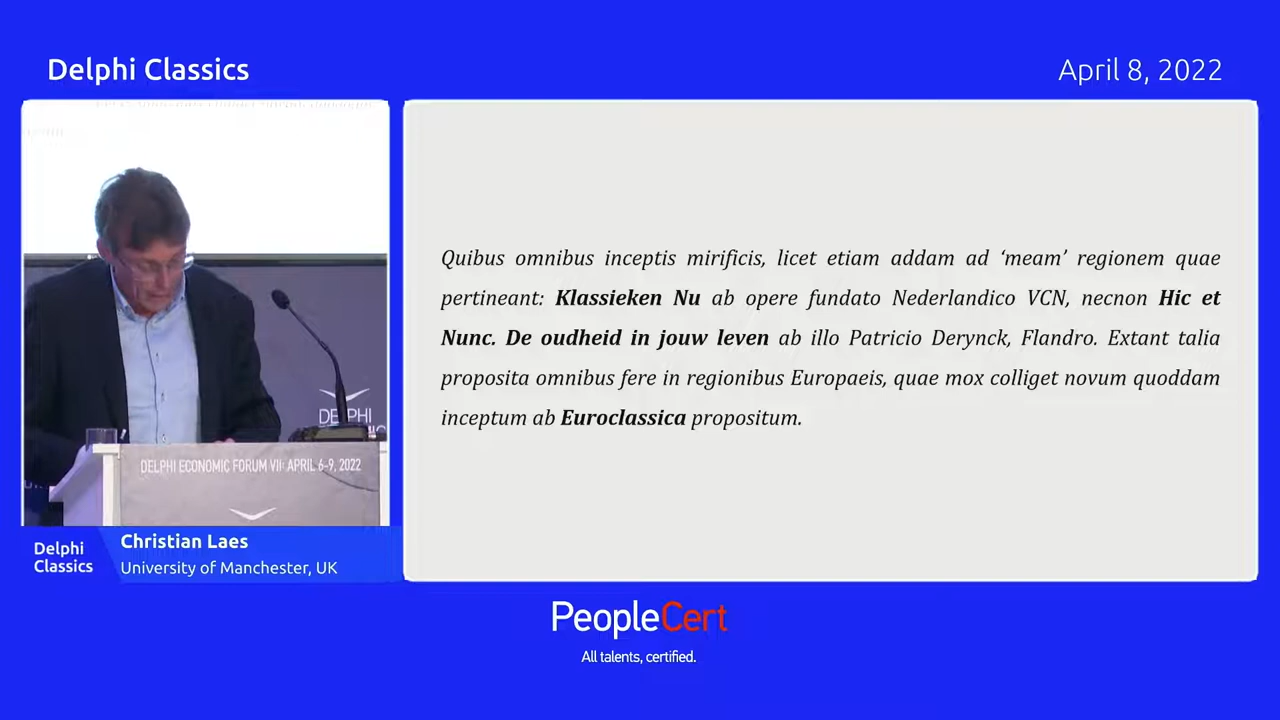 Delphi Classics
April 8, 2022
DELPHI
DELPHI ECONOMIC FORUM VII: APRIL 6-9, 2022
Delphi
Classics
Christian Laes
University of Manchester, UK
Quibus omnibus inceptis mirificis, licet etiam addam ad ‘meam’ regionem quae
pertineant: Klassieken Nu ab opere fundato Nederlandico VCN, necnon Hic et
Nunc. De oudheid in jouw leven ab illo Patricio Derynck, Flandro. Extant talia
proposita omnibus fere in regionibus Europaeis, quae mox colliget novum quoddam
inceptum ab Euroclassica propositum.
PeopleCert
All talents, certified.